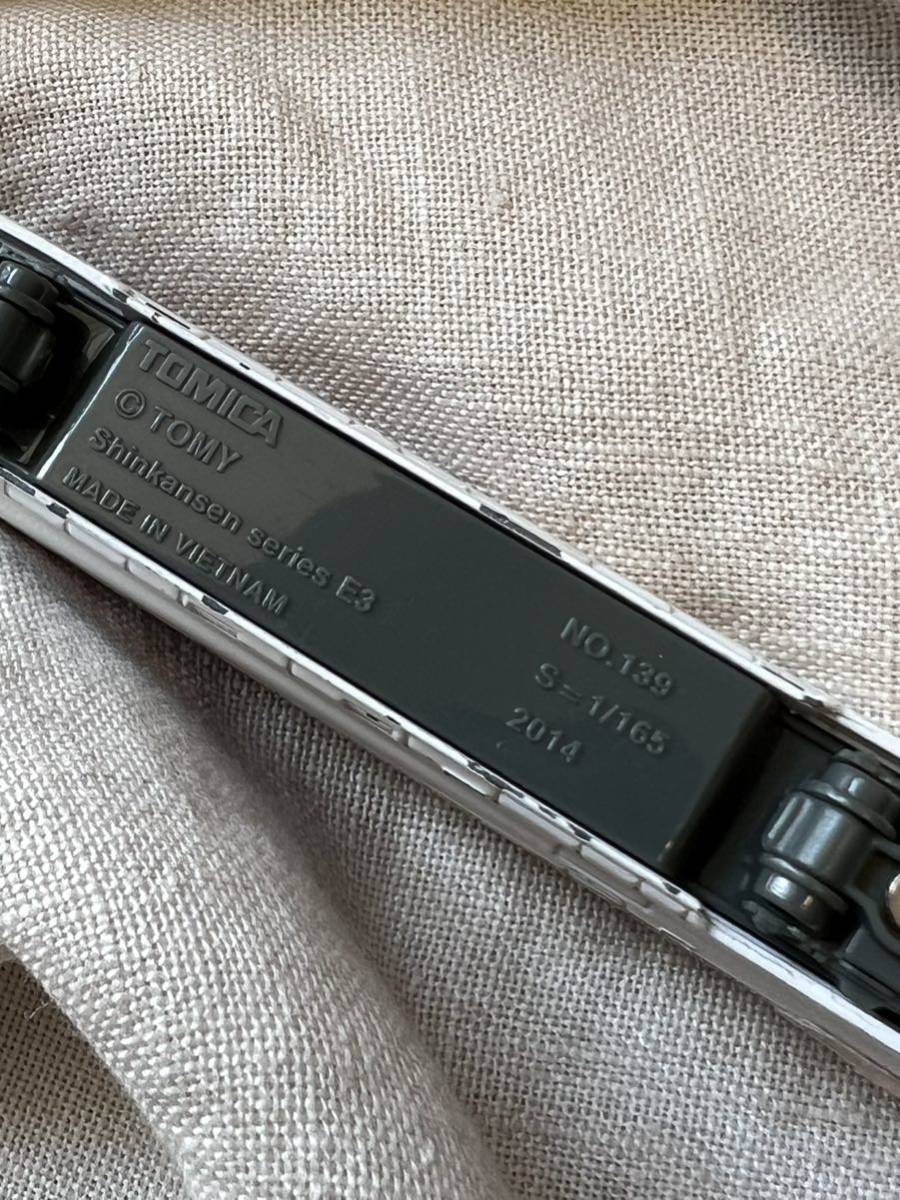 TOMICA
© TOMY
Shinkansen series E3
MADE IN VIETNAM
NO.139
S=1/165
2014